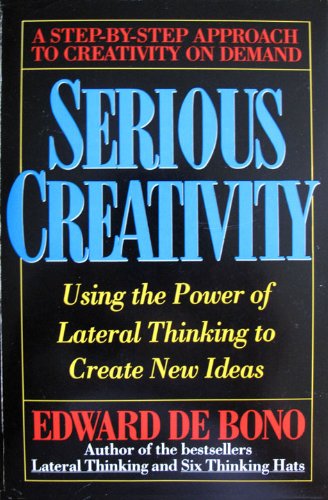 A STEP-BY-STEP APPROACH
TO CREATIVITY ON DEMAND
SERIOUS
CREATIVITY
Using the Power of
Lateral Thinking to
Create New Ideas
EDWARD DE BONO
Author of the bestsellers
Lateral Thinking and Six Thinking Hats